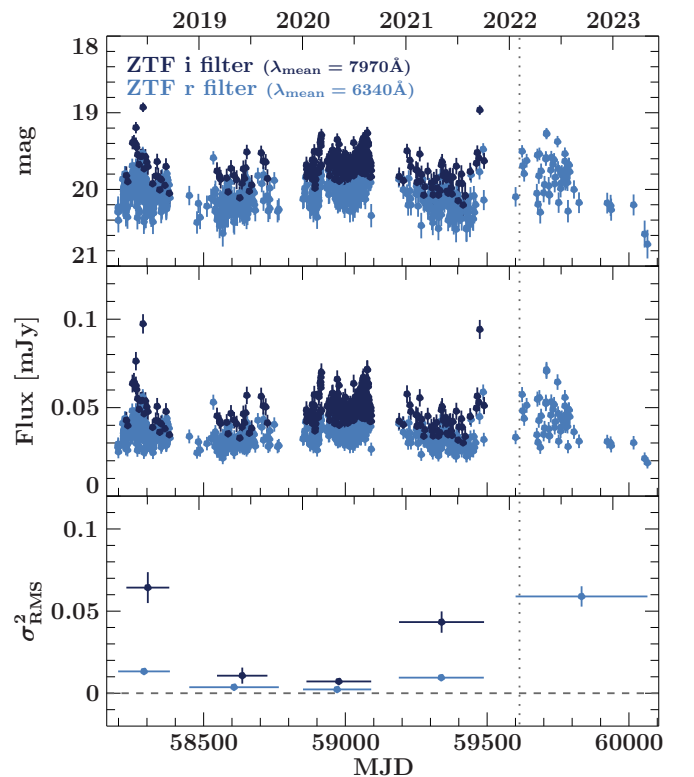 2019 2020 2021 2022 2023
18
ZTF i filter (λmean = 7970Å)
ZTF r filter (λmean = 6340Å)
19
mag
20
21
0.1
Flux [mJy]
0.05
0
0.1
σ²RMS
0.05
0
58500 59000 59500 60000
MJD